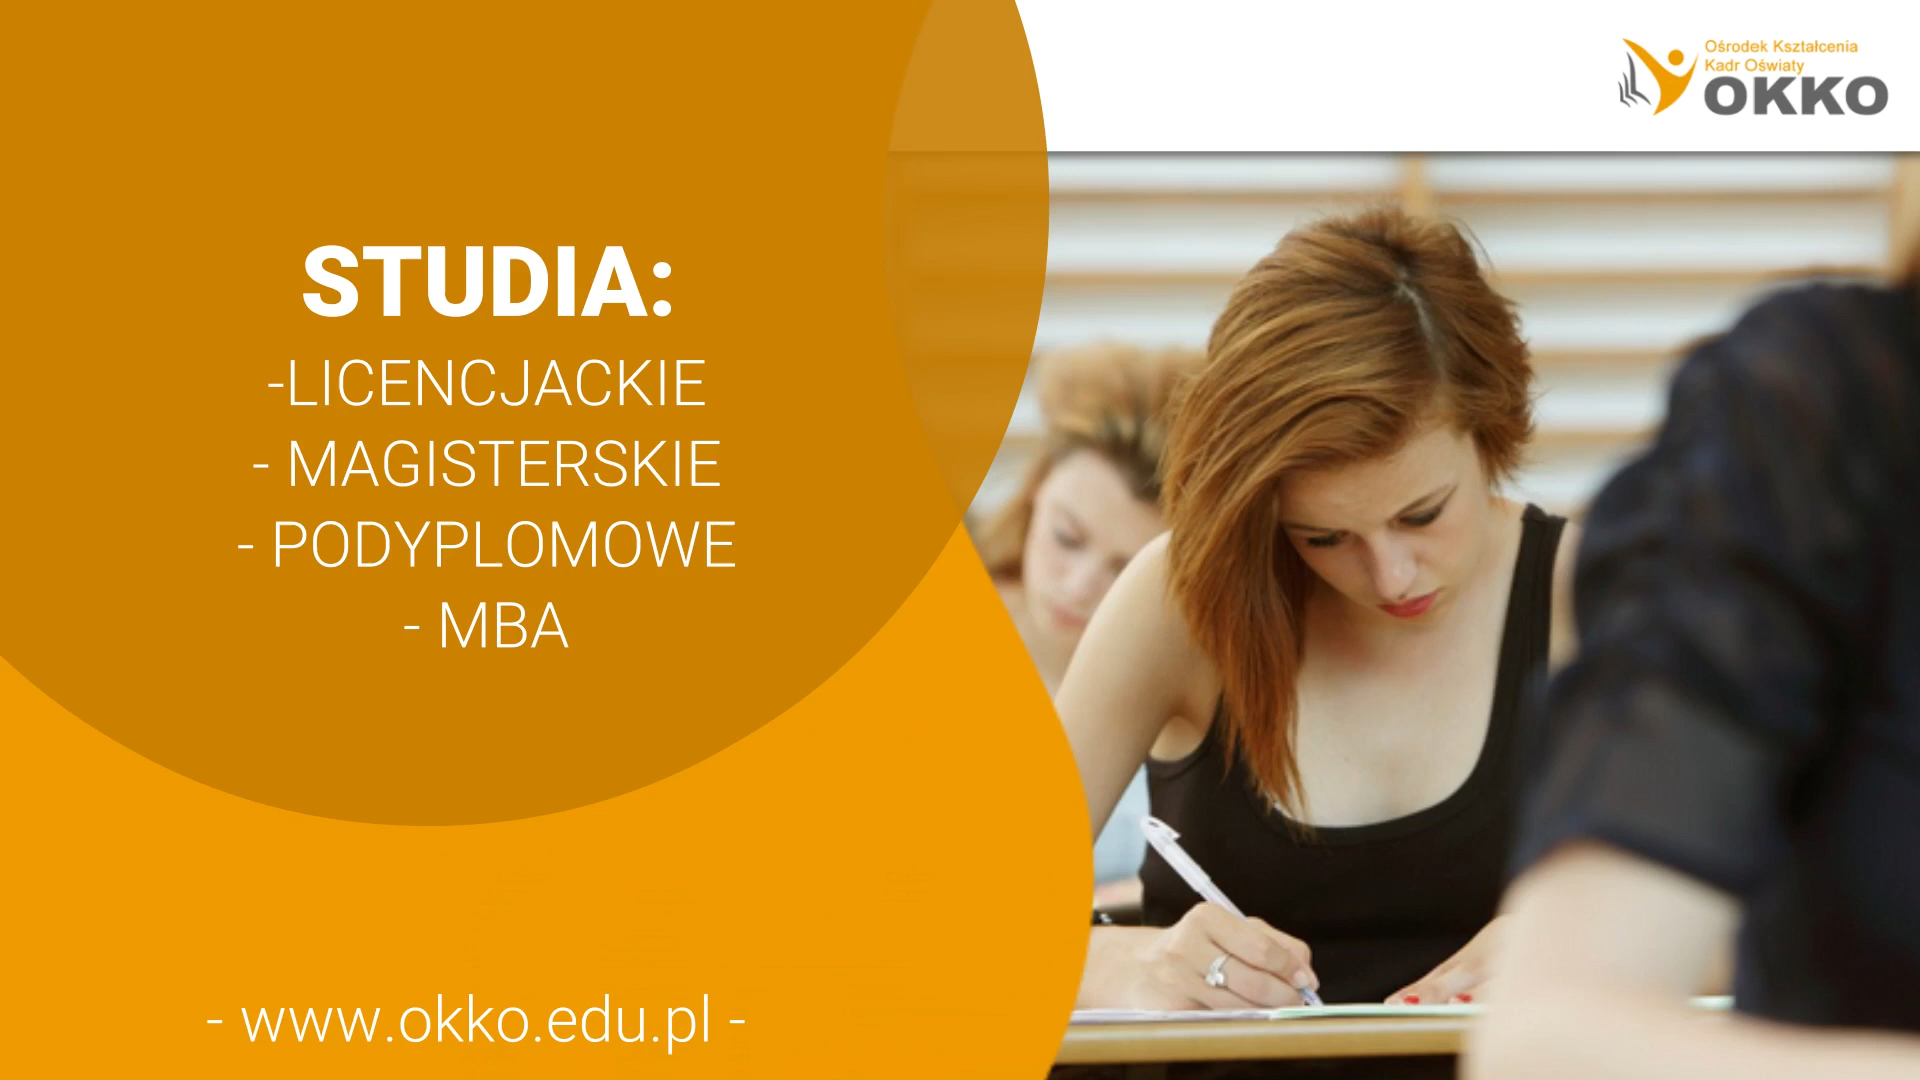 Ośrodek Kształcenia
Kadr Oświaty
OKKO
STUDIA:
-LICENCJACKIE
- MAGISTERSKIE
- PODYPLOMOWE
- MBA
- www.okko.edu.pl -